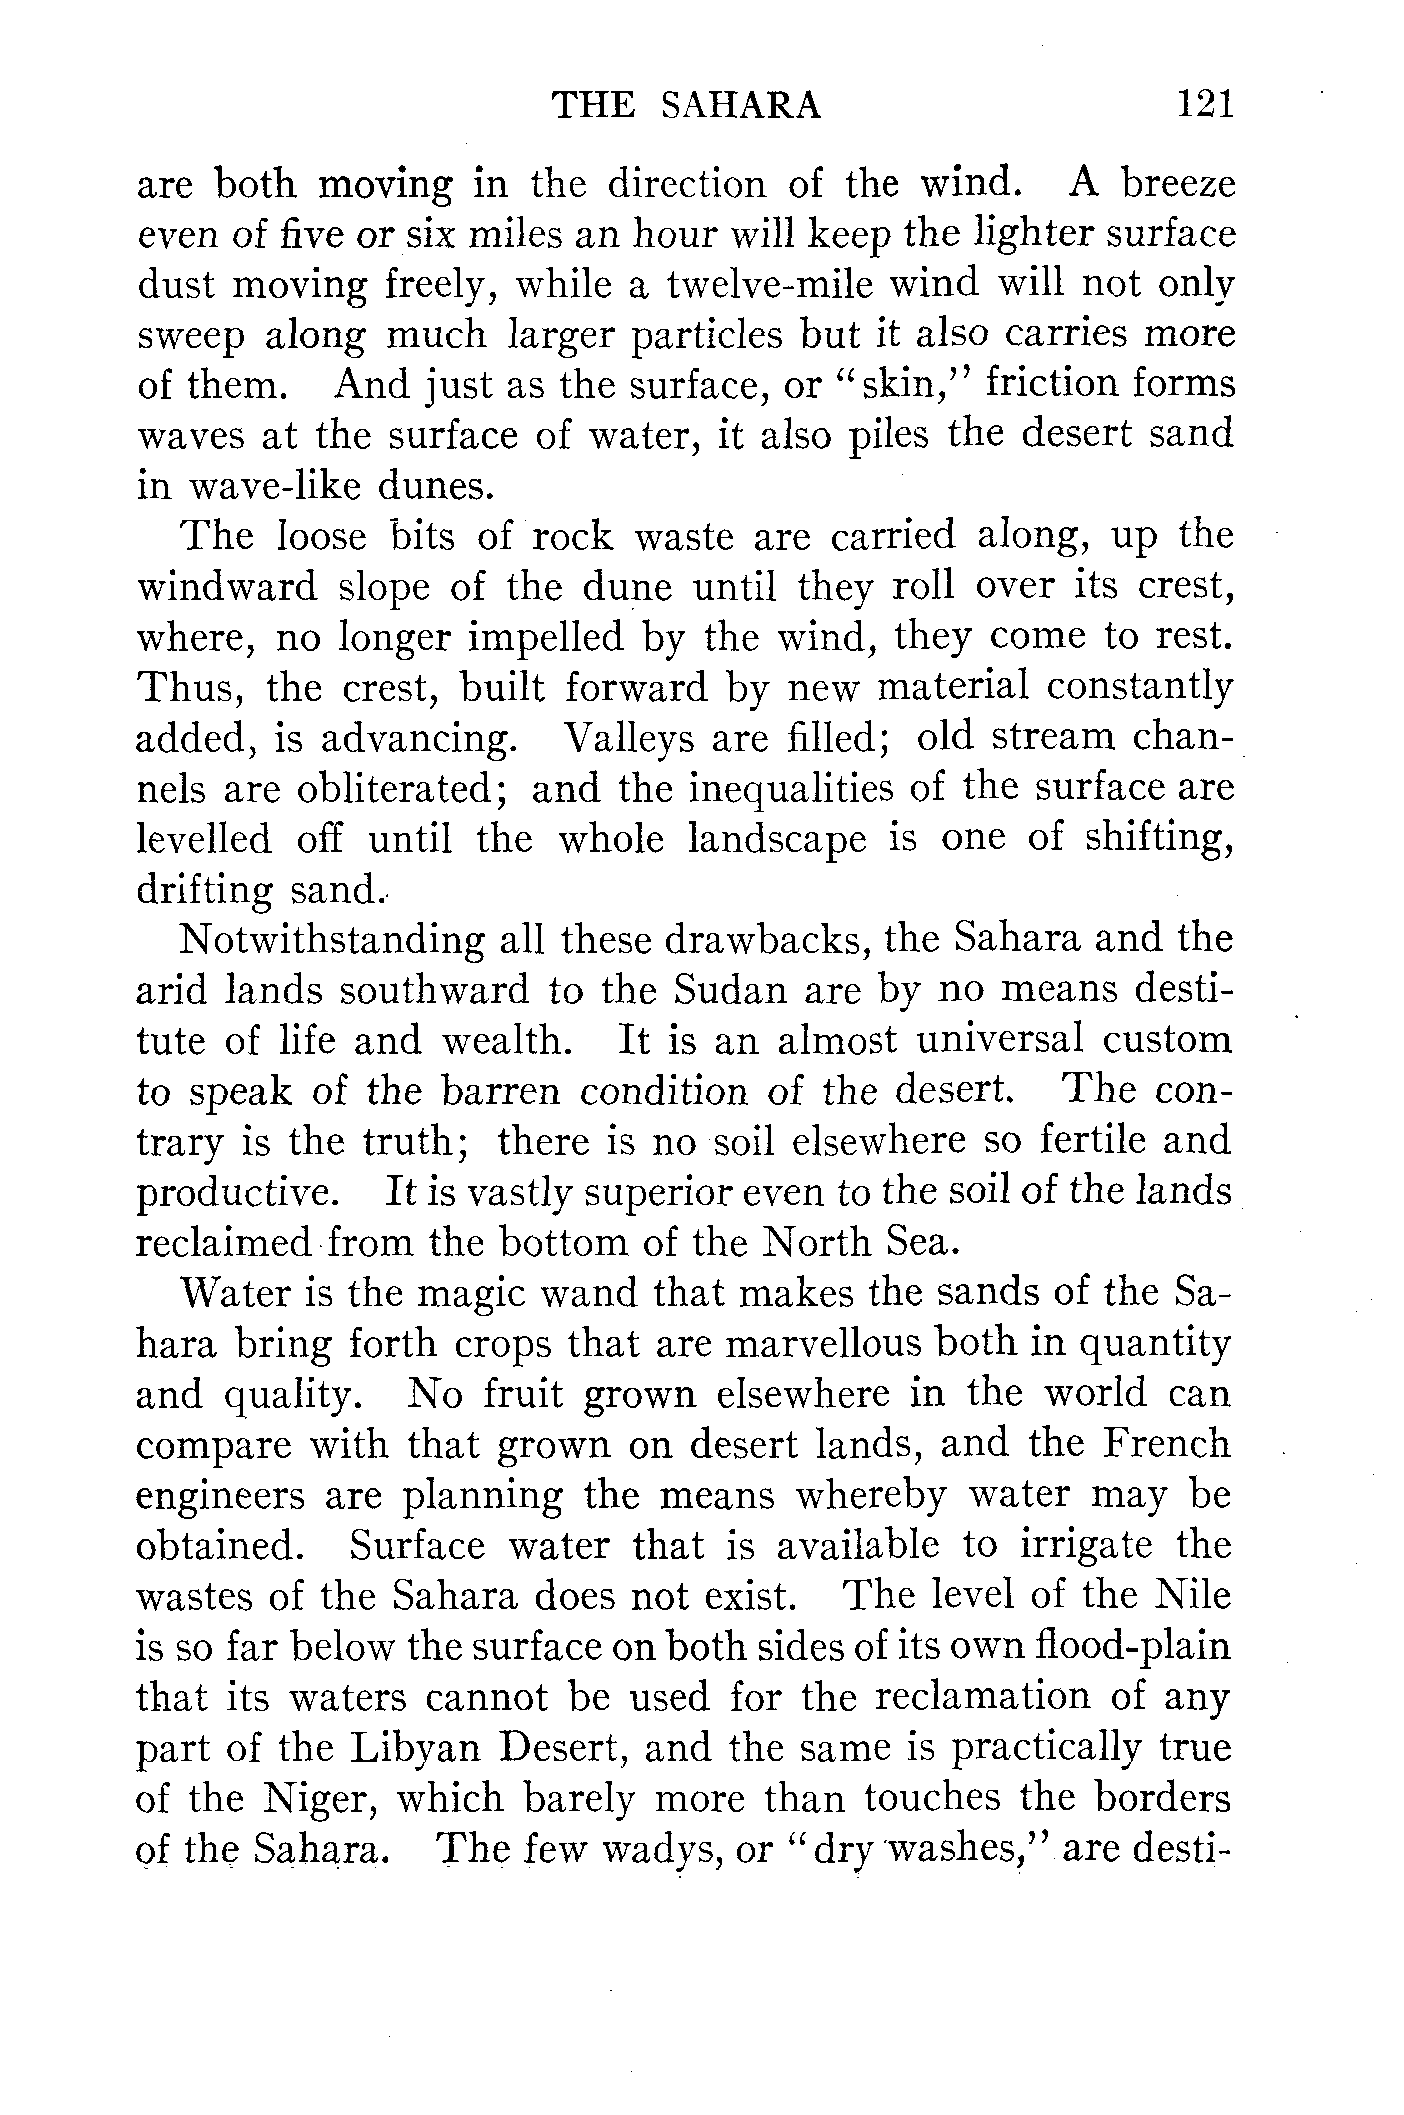 THE SAHARA 121
are both moving in the direction of the wind. A breeze
even of five or six miles an hour will keep the lighter surface
dust moving freely, while a twelve-mile wind will not only
sweep along much larger particles but it also carries more
of them. And just as the surface, or "skin," friction forms
waves at the surface of water, it also piles the desert sand
in wave-like dunes.
The loose bits of rock waste are carried along, up the
windward slope of the dune until they roll over its crest,
where, no longer impelled by the wind, they come to rest.
Thus, the crest, built forward by new material constantly
added, is advancing. Valleys are filled; old stream chan-
nels are obliterated; and the inequalities of the surface are
levelled off until the whole landscape is one of shifting,
drifting sand.
Notwithstanding all these drawbacks, the Sahara and the
arid lands southward to the Sudan are by no means desti-
tute of life and wealth. It is an almost universal custom
to speak of the barren condition of the desert. The con-
trary is the truth; there is no soil elsewhere so fertile and
productive. It is vastly superior even to the soil of the lands
reclaimed from the bottom of the North Sea.
Water is the magic wand that makes the sands of the Sa-
hara bring forth crops that are marvellous both in quantity
and quality. No fruit grown elsewhere in the world can
compare with that grown on desert lands, and the French
engineers are planning the means whereby water may be
obtained. Surface water that is available to irrigate the
wastes of the Sahara does not exist. The level of the Nile
is so far below the surface on both sides of its own flood-plain
that its waters cannot be used for the reclamation of any
part of the Libyan Desert, and the same is practically true
of the Niger, which barely more than touches the borders
of the Sahara. The few wadys, or "dry washes," are desti-